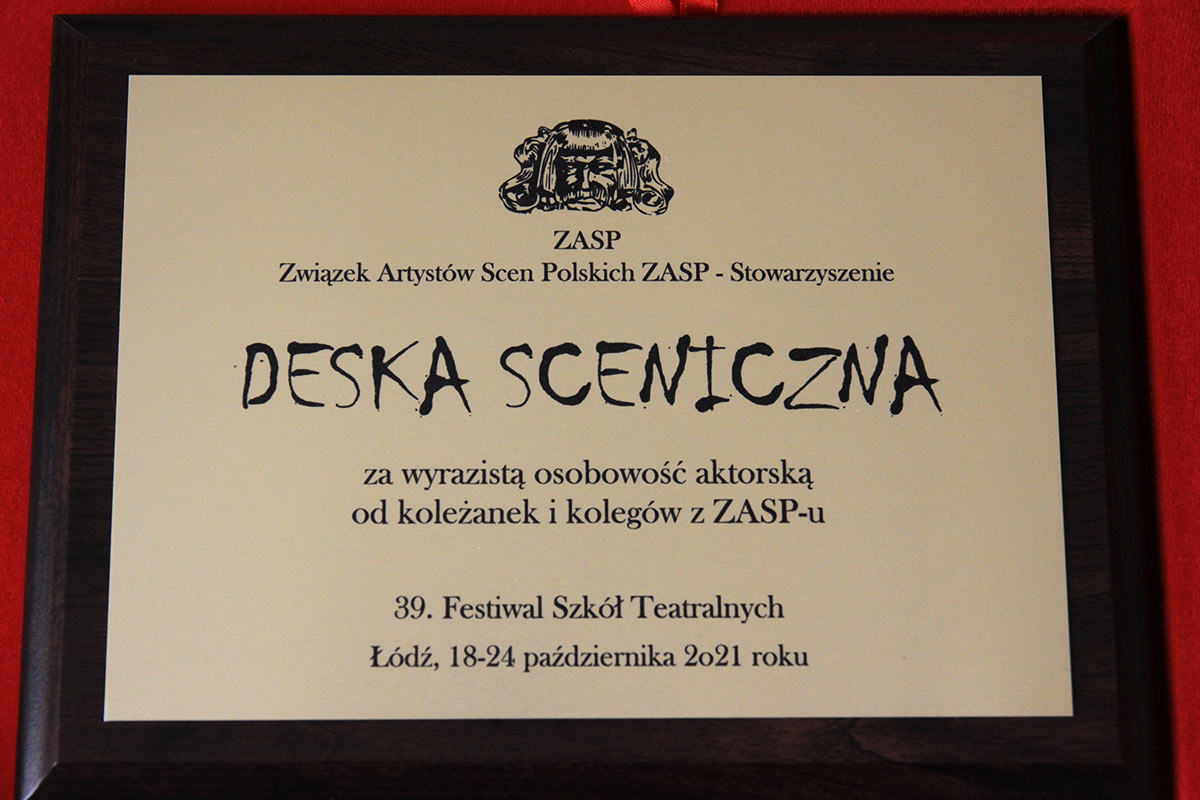 ZASP
Związek Artystów Scen Polskich ZASP - Stowarzyszenie
DESKA SCENICZNA
za wyrazistą osobowość aktorską
od koleżanek i kolegów z ZASP-u
39. Festiwal Szkół Teatralnych
Łódź, 18-24 października 2021 roku